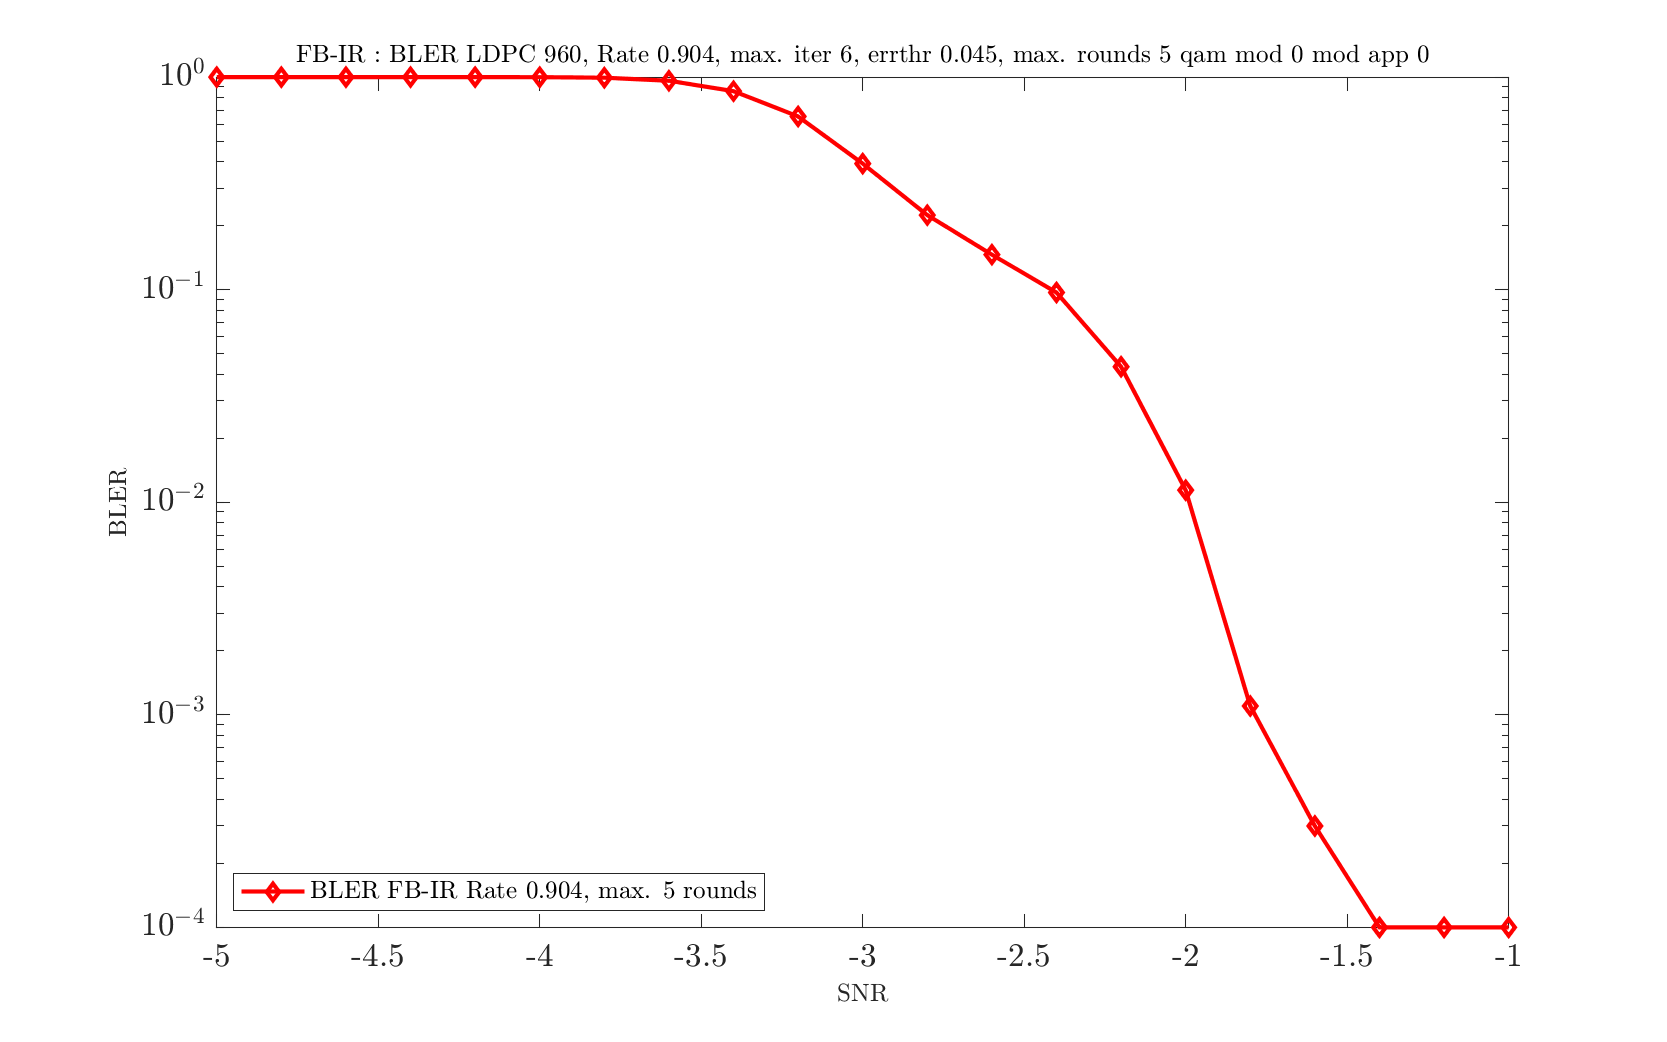 FB-IR : BLER LDPC 960, Rate 0.904, max. iter 6, errthr 0.045, max. rounds 5 qam mod 0 mod app 0
10^0
10^{-1}
10^{-2}
10^{-3}
10^{-4}
BLER
BLER FB-IR Rate 0.904, max. 5 rounds
-5 -4.5 -4 -3.5 -3 -2.5 -2 -1.5 -1
SNR